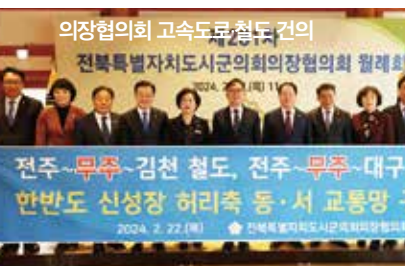 의장협의회 고속도로·철도 건의
전북특별자치도시군의회의장협의회 월례회
전주~무주~김천 철도, 전주~무주~대구
한반도 신성장 허리축 동·서 교통망
2024. 2. 22.(목) 전북특별자치도시군의회의장협의회